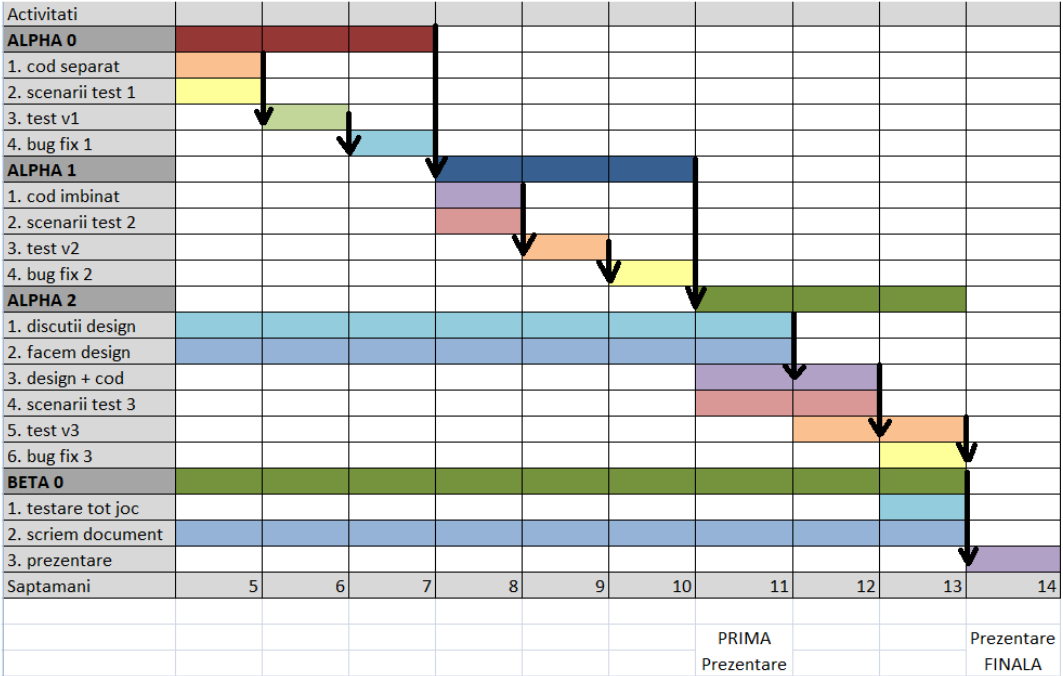 Activitati
ALPHA 0
1. cod separat
2. scenarii test 1
3. test v1
4. bug fix 1
ALPHA 1
1. cod imbinat
2. scenarii test 2
3. test v2
4. bug fix 2
ALPHA 2
1. discutii design
2. facem design
3. design + cod
4. scenarii test 3
5. test v3
6. bug fix 3
BETA 0
1. testare tot joc
2. scriem document
3. prezentare
Saptamani 5 6 7 8 9 10 11 12 13 14
PRIMA Prezentare
Prezentare FINALA